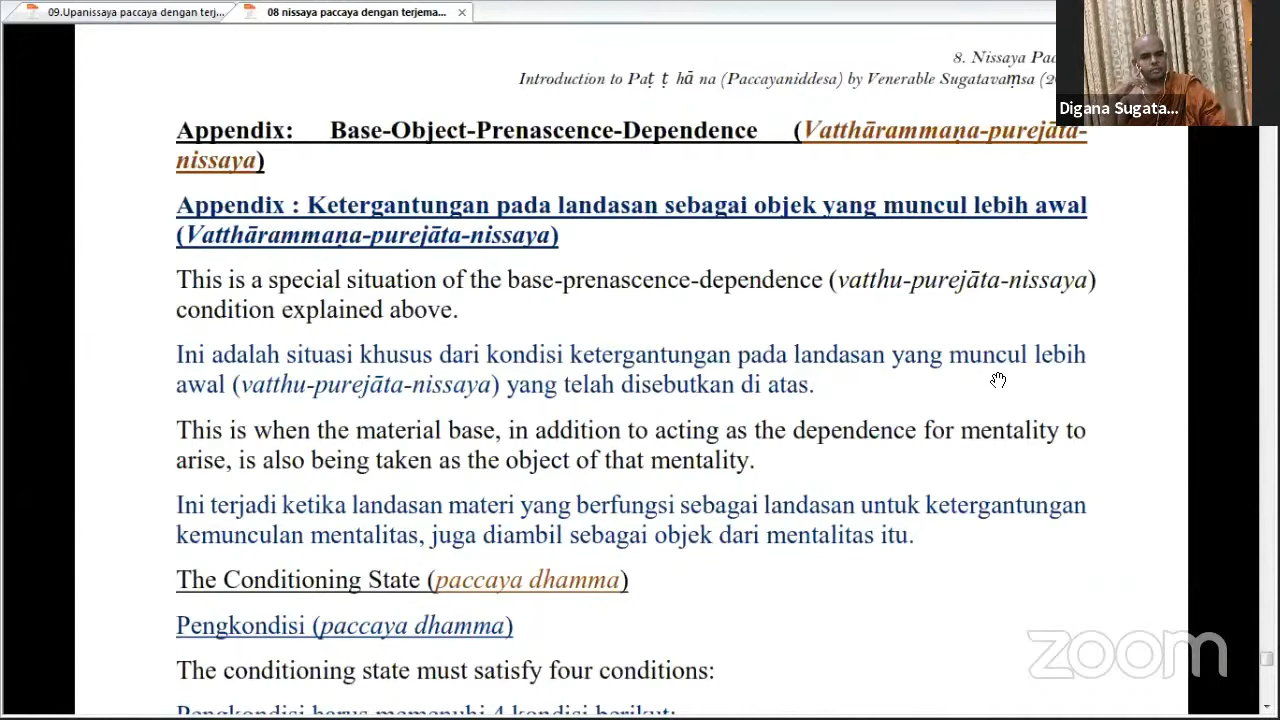 09.Upanissaya paccaya dengan terj...
08 nissaya paccaya dengan terjema...
8. Nissaya Pac
Introduction to Paṭ ṭ hā na (Paccayaniddesa) by Venerable Sugatavaṃsa (20
Digana Sugata...
Appendix: Base-Object-Prenascence-Dependence (Vatthārammaṇa-purejāta-
nissaya)
Appendix : Ketergantungan pada landasan sebagai objek yang muncul lebih awal
(Vatthārammaṇa-purejāta-nissaya)
This is a special situation of the base-prenascence-dependence (vatthu-purejāta-nissaya)
condition explained above.
Ini adalah situasi khusus dari kondisi ketergantungan pada landasan yang muncul lebih
awal (vatthu-purejāta-nissaya) yang telah disebutkan di atas.
This is when the material base, in addition to acting as the dependence for mentality to
arise, is also being taken as the object of that mentality.
Ini terjadi ketika landasan materi yang berfungsi sebagai landasan untuk ketergantungan
kemunculan mentalitas, juga diambil sebagai objek dari mentalitas itu.
The Conditioning State (paccaya dhamma)
Pengkondisi (paccaya dhamma)
The conditioning state must satisfy four conditions:
Pengkondisi harus memenuhi 4 kondisi berikut:
zoom